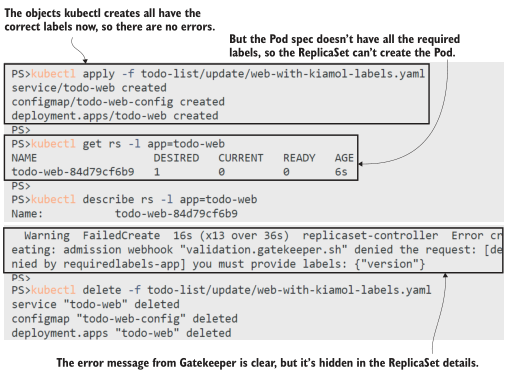 The objects kubectl creates all have the
correct labels now, so there are no errors.
But the Pod spec doesn't have all the required
labels, so the ReplicaSet can't create the Pod.
PS>kubectl apply -f todo-list/update/web-with-kiamol-labels.yaml
service/todo-web created
configmap/todo-web-config created
deployment.apps/todo-web created
PS>
PS>kubectl get rs -l app=todo-web
NAME DESIRED CURRENT READY AGE
todo-web-84d79cf6b9 1 0 0 6s
PS>
PS>kubectl describe rs -l app=todo-web
Name: todo-web-84d79cf6b9
Warning FailedCreate 16s (x13 over 36s) replicaset-controller Error cr
eating: admission webhook "validation.gatekeeper.sh" denied the request: [de
nied by requiredlabels-app] you must provide labels: {"version"}
PS>
PS>kubectl delete -f todo-list/update/web-with-kiamol-labels.yaml
service "todo-web" deleted
configmap "todo-web-config" deleted
deployment.apps "todo-web" deleted
The error message from Gatekeeper is clear, but it's hidden in the ReplicaSet details.